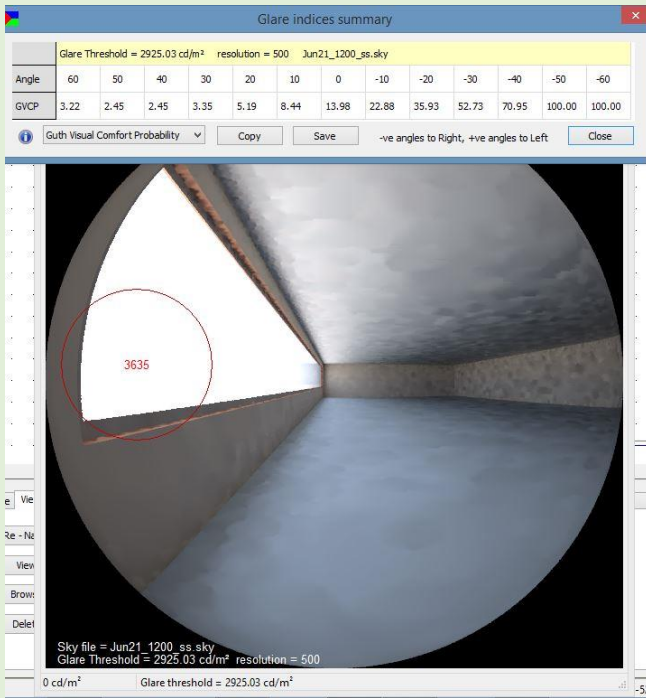 Glare indices summary
Glare Threshold = 2925.03 cd/m² resolution = 500 Jun21_1200_ss.sky
Angle 60 50 40 30 20 10 0 -10 -20 -30 -40 -50 -60
GVCP 3.22 2.45 2.45 3.35 5.19 8.44 13.98 22.88 35.93 52.73 70.95 100.00 100.00
Guth Visual Comfort Probability Copy Save -ve angles to Right, +ve angles to Left Close
3635
e Vie
Re - Na
View
Brows
Delet
Sky file = Jun21_1200_ss.sky
Glare Threshold = 2925.03 cd/m² resolution = 500
0 cd/m² Glare threshold = 2925.03 cd/m²